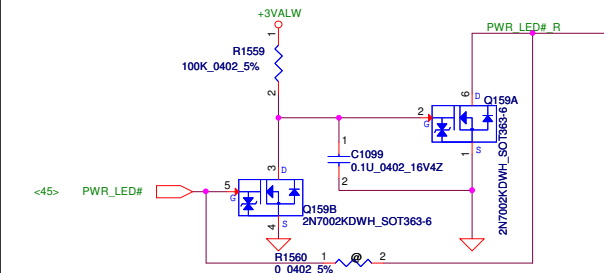 +3VALW
PWR_LED#_R
1
R1559
100K_0402_5%
2
6
D
Q159A
2
G
1
C1099
0.1U_0402_16V4Z
2
1
S
2N7002KDWH_SOT363-6
3
D
<45>
PWR_LED#
5
G
Q159B
2N7002KDWH_SOT363-6
4
S
R1560
1
@
2
0_0402_5%